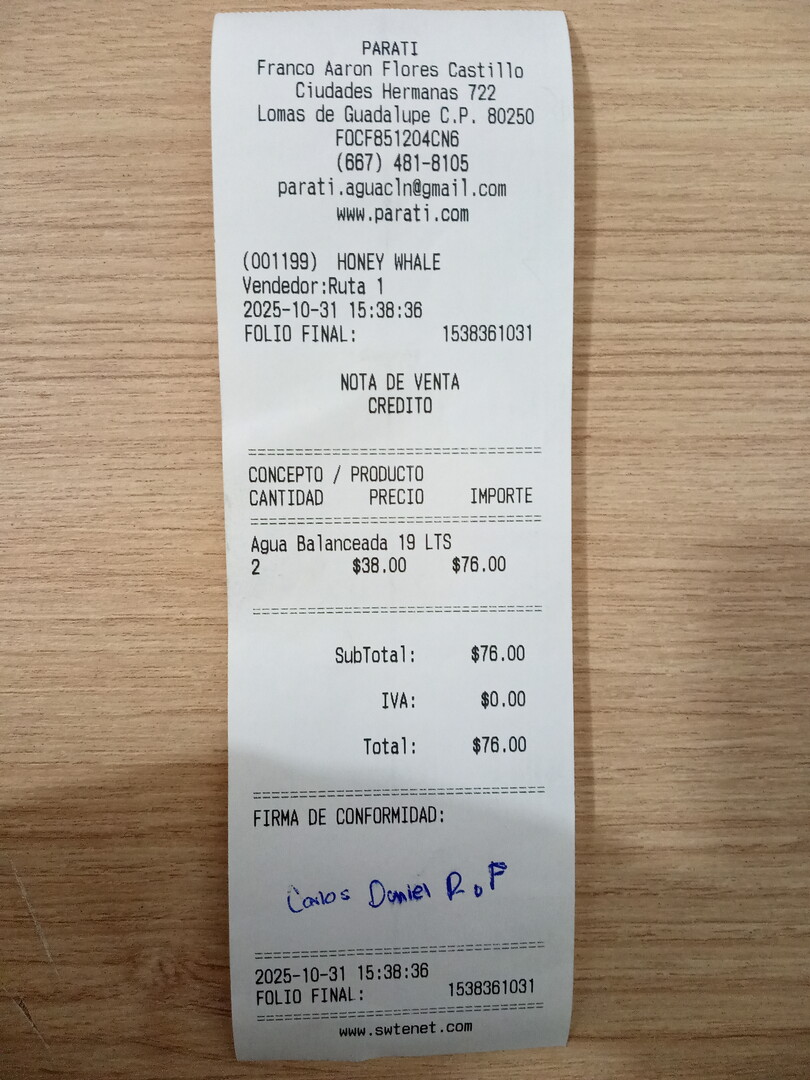 PARATI
Franco Aaron Flores Castillo
Ciudades Hermanas 722
Lomas de Guadalupe C.P. 80250
FOCF851204CN6
(667) 481-8105
parati.aguacln@gmail.com
www.parati.com
(001199) HONEY WHALE
Vendedor:Ruta 1
2025-10-31 15:38:36
FOLIO FINAL: 1538361031
NOTA DE VENTA
CREDITO
================================
CONCEPTO / PRODUCTO
CANTIDAD PRECIO IMPORTE
================================
Agua Balanceada 19 LTS
2 $38.00 $76.00
================================
SubTotal: $76.00
IVA: $0.00
Total: $76.00
================================
FIRMA DE CONFORMIDAD:
Carlos Daniel R.F
================================
2025-10-31 15:38:36
FOLIO FINAL: 1538361031
================================
www.swtenet.com